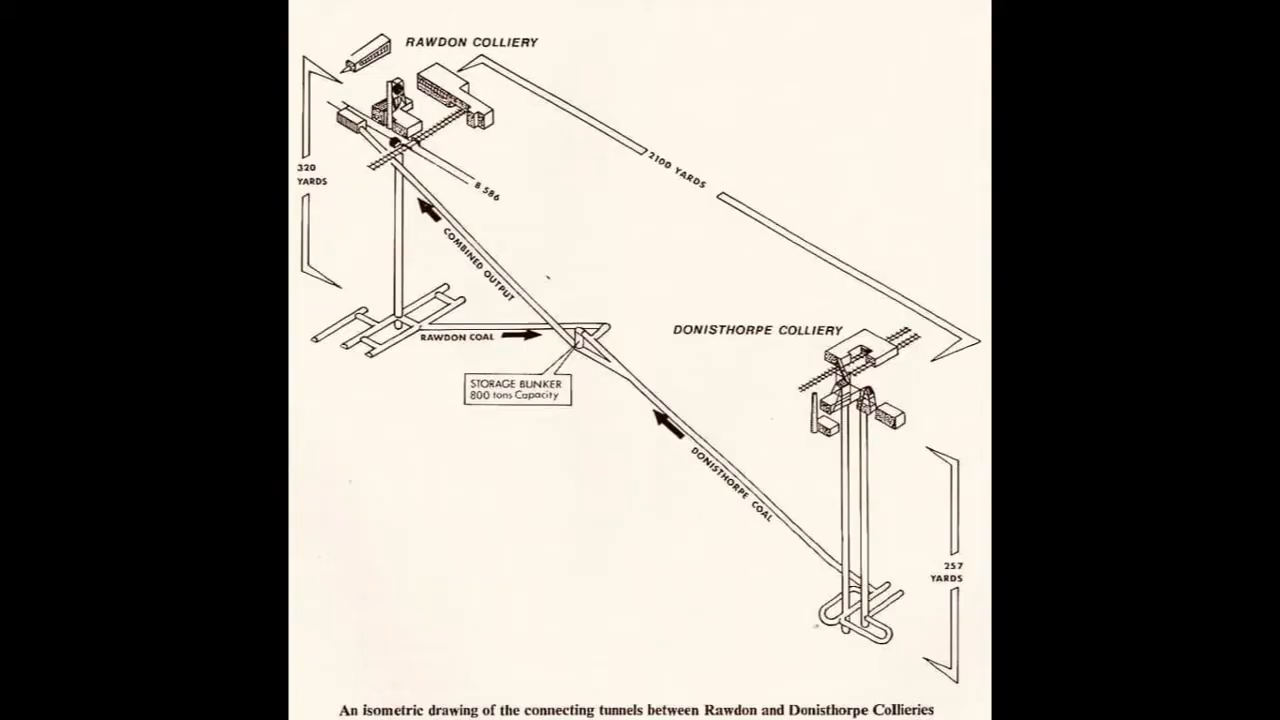 RAWDON COLLIERY
320
YARDS
2100 YARDS
B 586
COMBINED OUTPUT
RAWDON COAL
STORAGE BUNKER
800 tons Capacity
DONISTHORPE COLLIERY
DONISTHORPE COAL
257
YARDS
An isometric drawing of the connecting tunnels between Rawdon and Donisthorpe Collieries